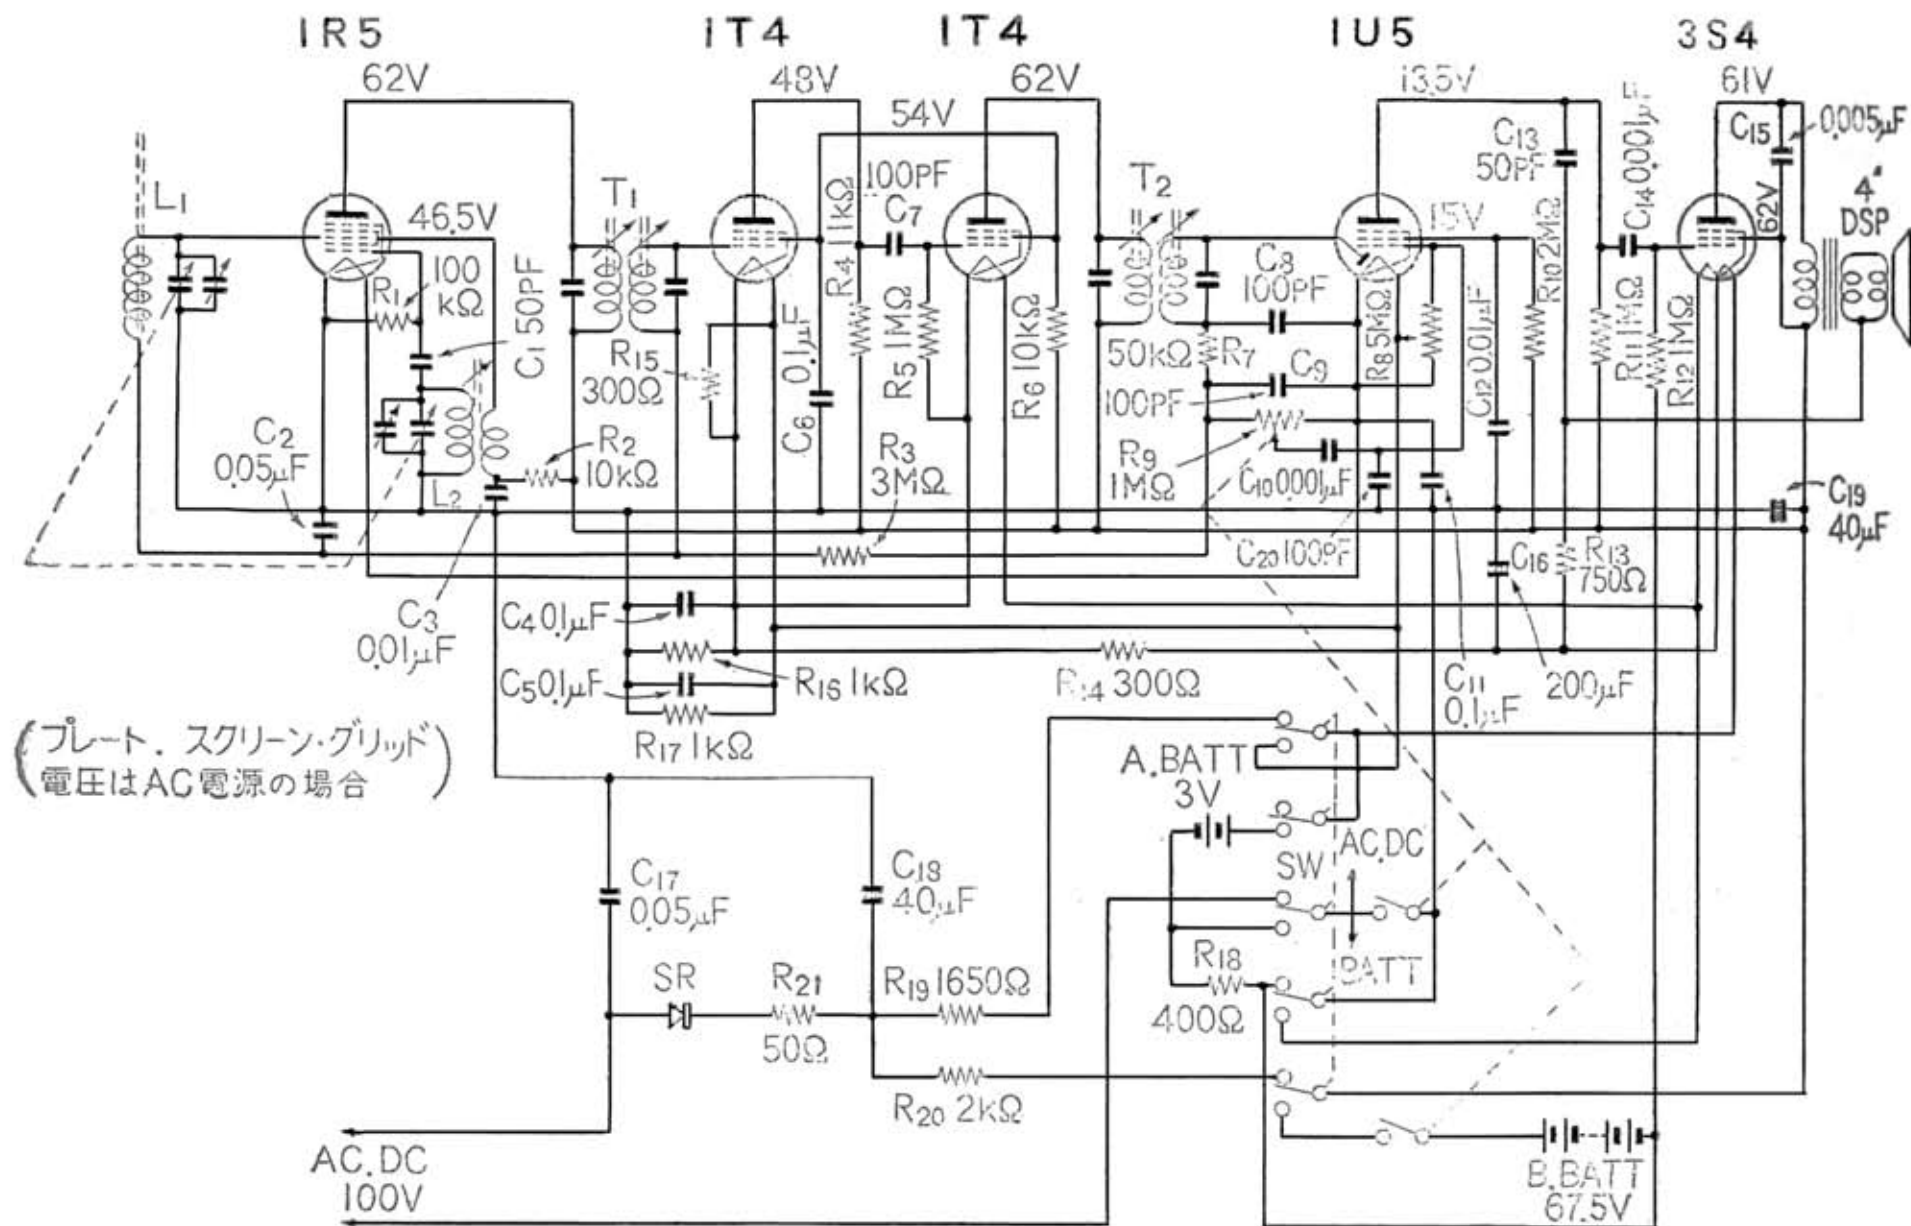 1R5
1T4
1T4
1U5
3S4
62V
48V
54V
62V
13.5V
61V
L1
46.5V
R1
100
kΩ
C1 50PF
T1
R15
300Ω
C2
0.05μF
L2
R2
10kΩ
C3
0.01μF
C6 0.1μF
R4 11kΩ
100PF
C7
R5 1MΩ
R6 10kΩ
R3
3MΩ
T2
C8
100PF
50kΩ
R7
C9
100PF
R8 5MΩ
R9
1MΩ
C10 0.001μF
C20 100PF
15V
C12 0.01μF
R10 2MΩ
C13
50PF
C14 0.001μF
R11 1MΩ
R12 1MΩ
C15
0.005μF
62V
4"
DSP
C19
40μF
C16
200μF
R13
750Ω
C11
0.1μF
C4 0.1μF
R16 1kΩ
C5 0.1μF
R17 1kΩ
R14 300Ω
(プレート．スクリーン・グリッド
電圧はAC電源の場合)
A.BATT
3V
SW
AC.DC
BATT
C17
0.05μF
C18
40μF
SR
R21
50Ω
R19 1650Ω
R20 2kΩ
R18
400Ω
AC.DC
100V
B.BATT
67.5V